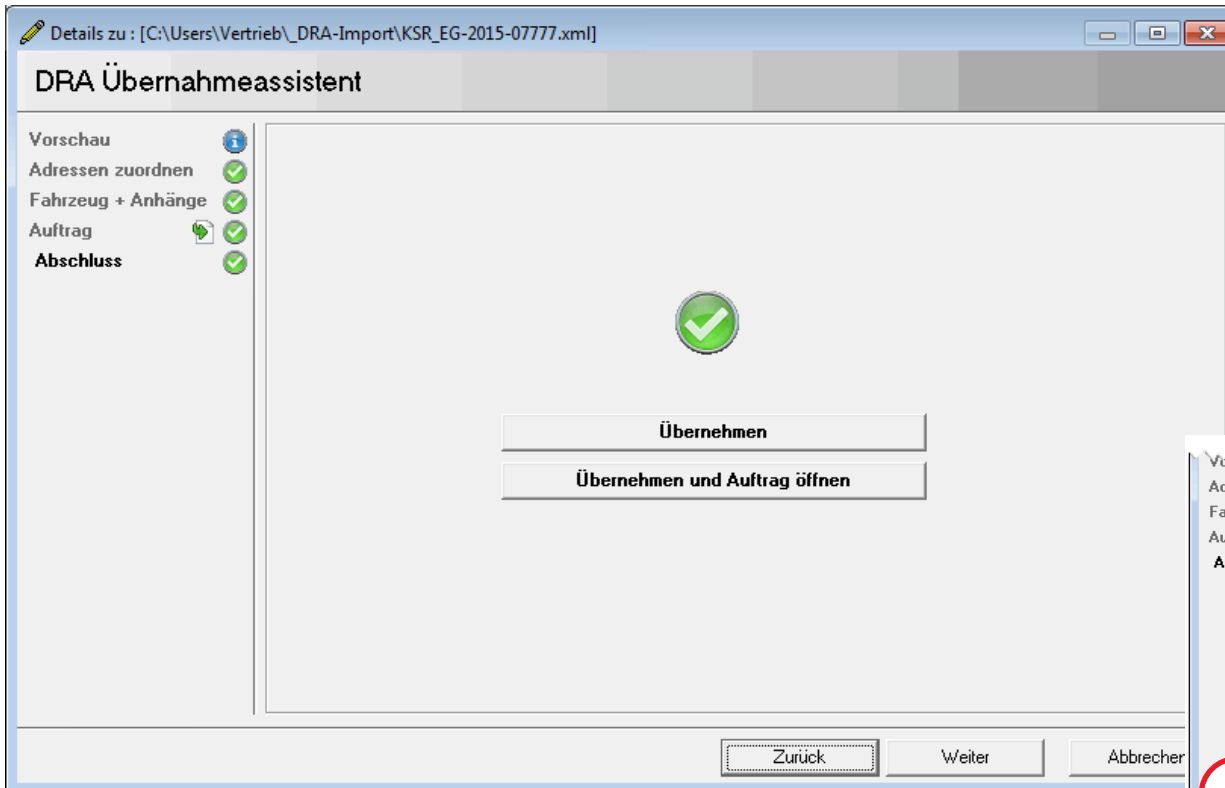 Details zu : [C:\Users\Vertrieb\_DRA-Import\KSR_EG-2015-07777.xml]
DRA Übernahmeassistent
Vorschau
Adressen zuordnen
Fahrzeug + Anhänge
Auftrag
Abschluss
Übernehmen
Übernehmen und Auftrag öffnen
Zurück
Weiter